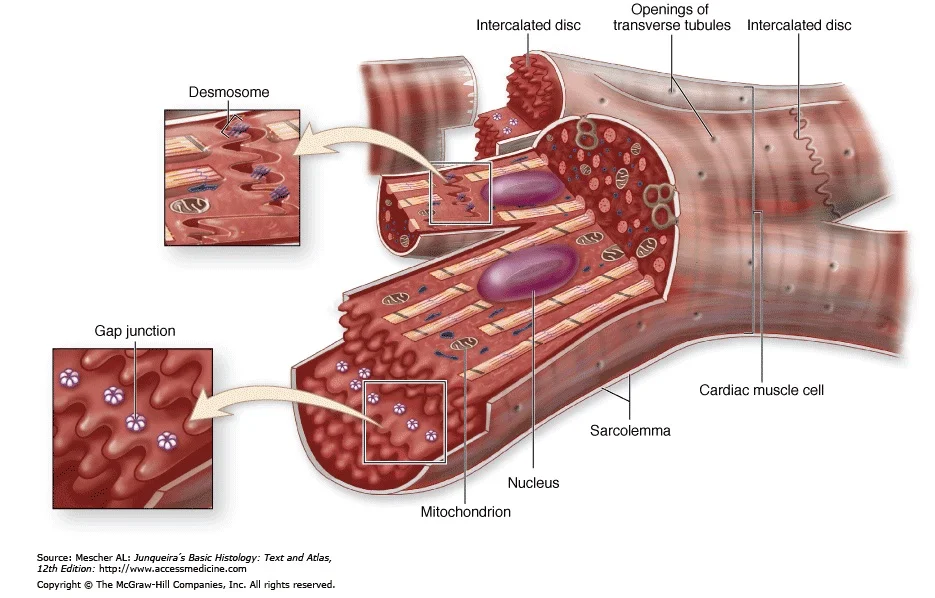 Openings of
transverse tubules
Intercalated disc
Intercalated disc
Desmosome
Gap junction
Cardiac muscle cell
Sarcolemma
Nucleus
Mitochondrion
Source: Mescher AL: Junqueira´s Basic Histology: Text and Atlas,
12th Edition: http://www.accessmedicine.com
Copyright © The McGraw-Hill Companies, Inc. All rights reserved.